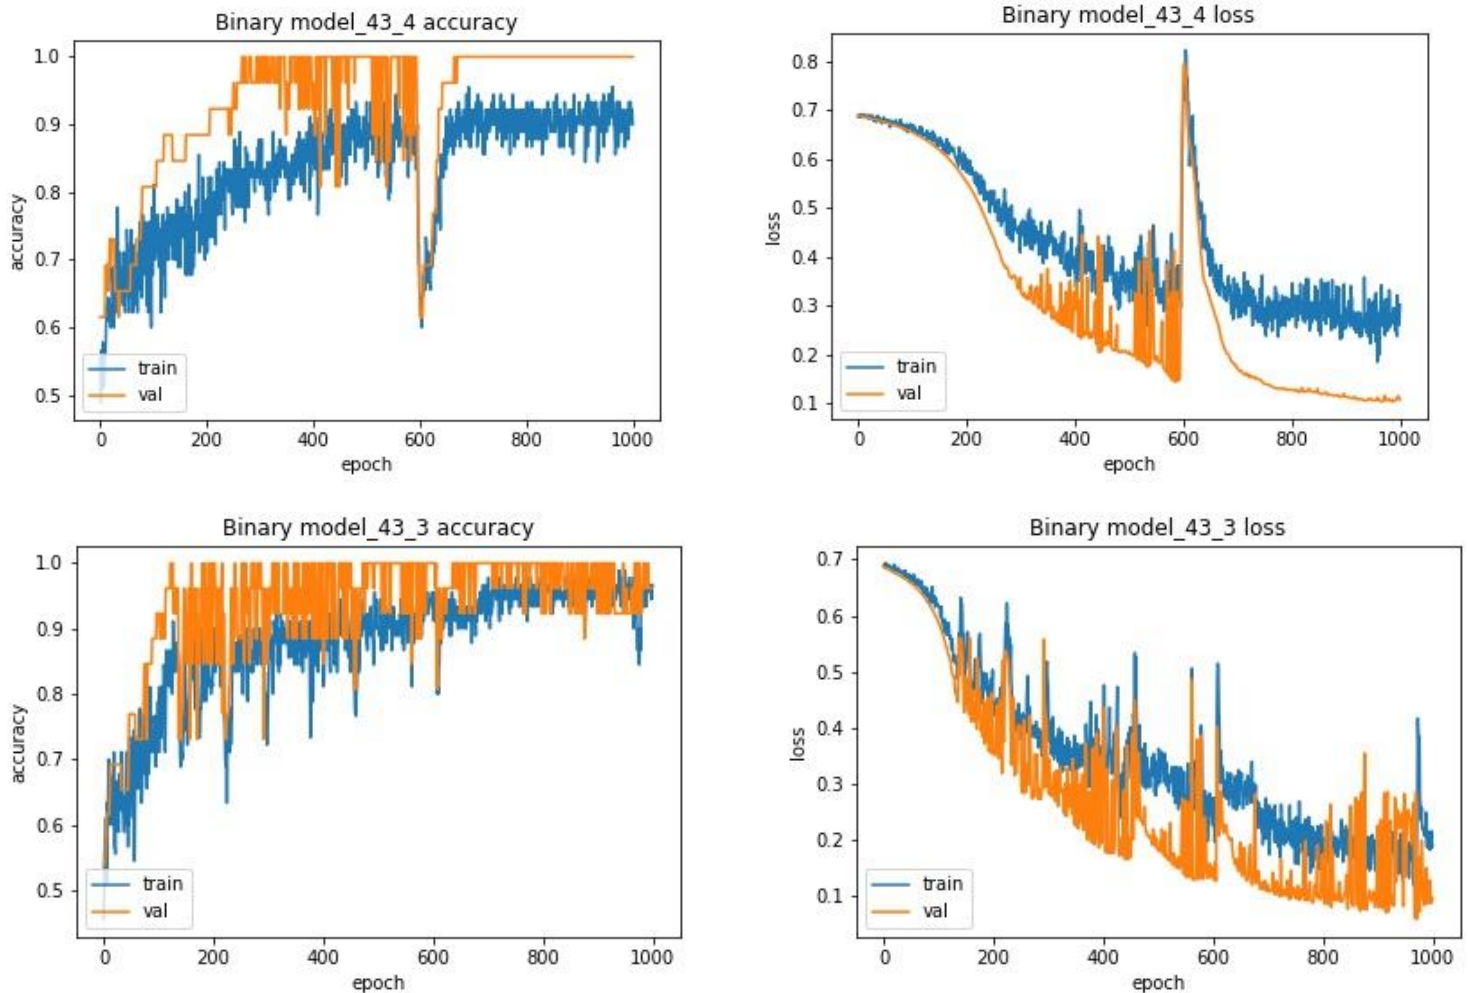 Binary model_43_4 accuracy
1.0
0.9
0.8
0.7
0.6
0.5
accuracy
train
val
0 200 400 600 800 1000
epoch
Binary model_43_4 loss
0.8
0.7
0.6
0.5
0.4
0.3
0.2
0.1
loss
train
val
0 200 400 600 800 1000
epoch
Binary model_43_3 accuracy
1.0
0.9
0.8
0.7
0.6
0.5
accuracy
train
val
0 200 400 600 800 1000
epoch
Binary model_43_3 loss
0.7
0.6
0.5
0.4
0.3
0.2
0.1
loss
train
val
0 200 400 600 800 1000
epoch